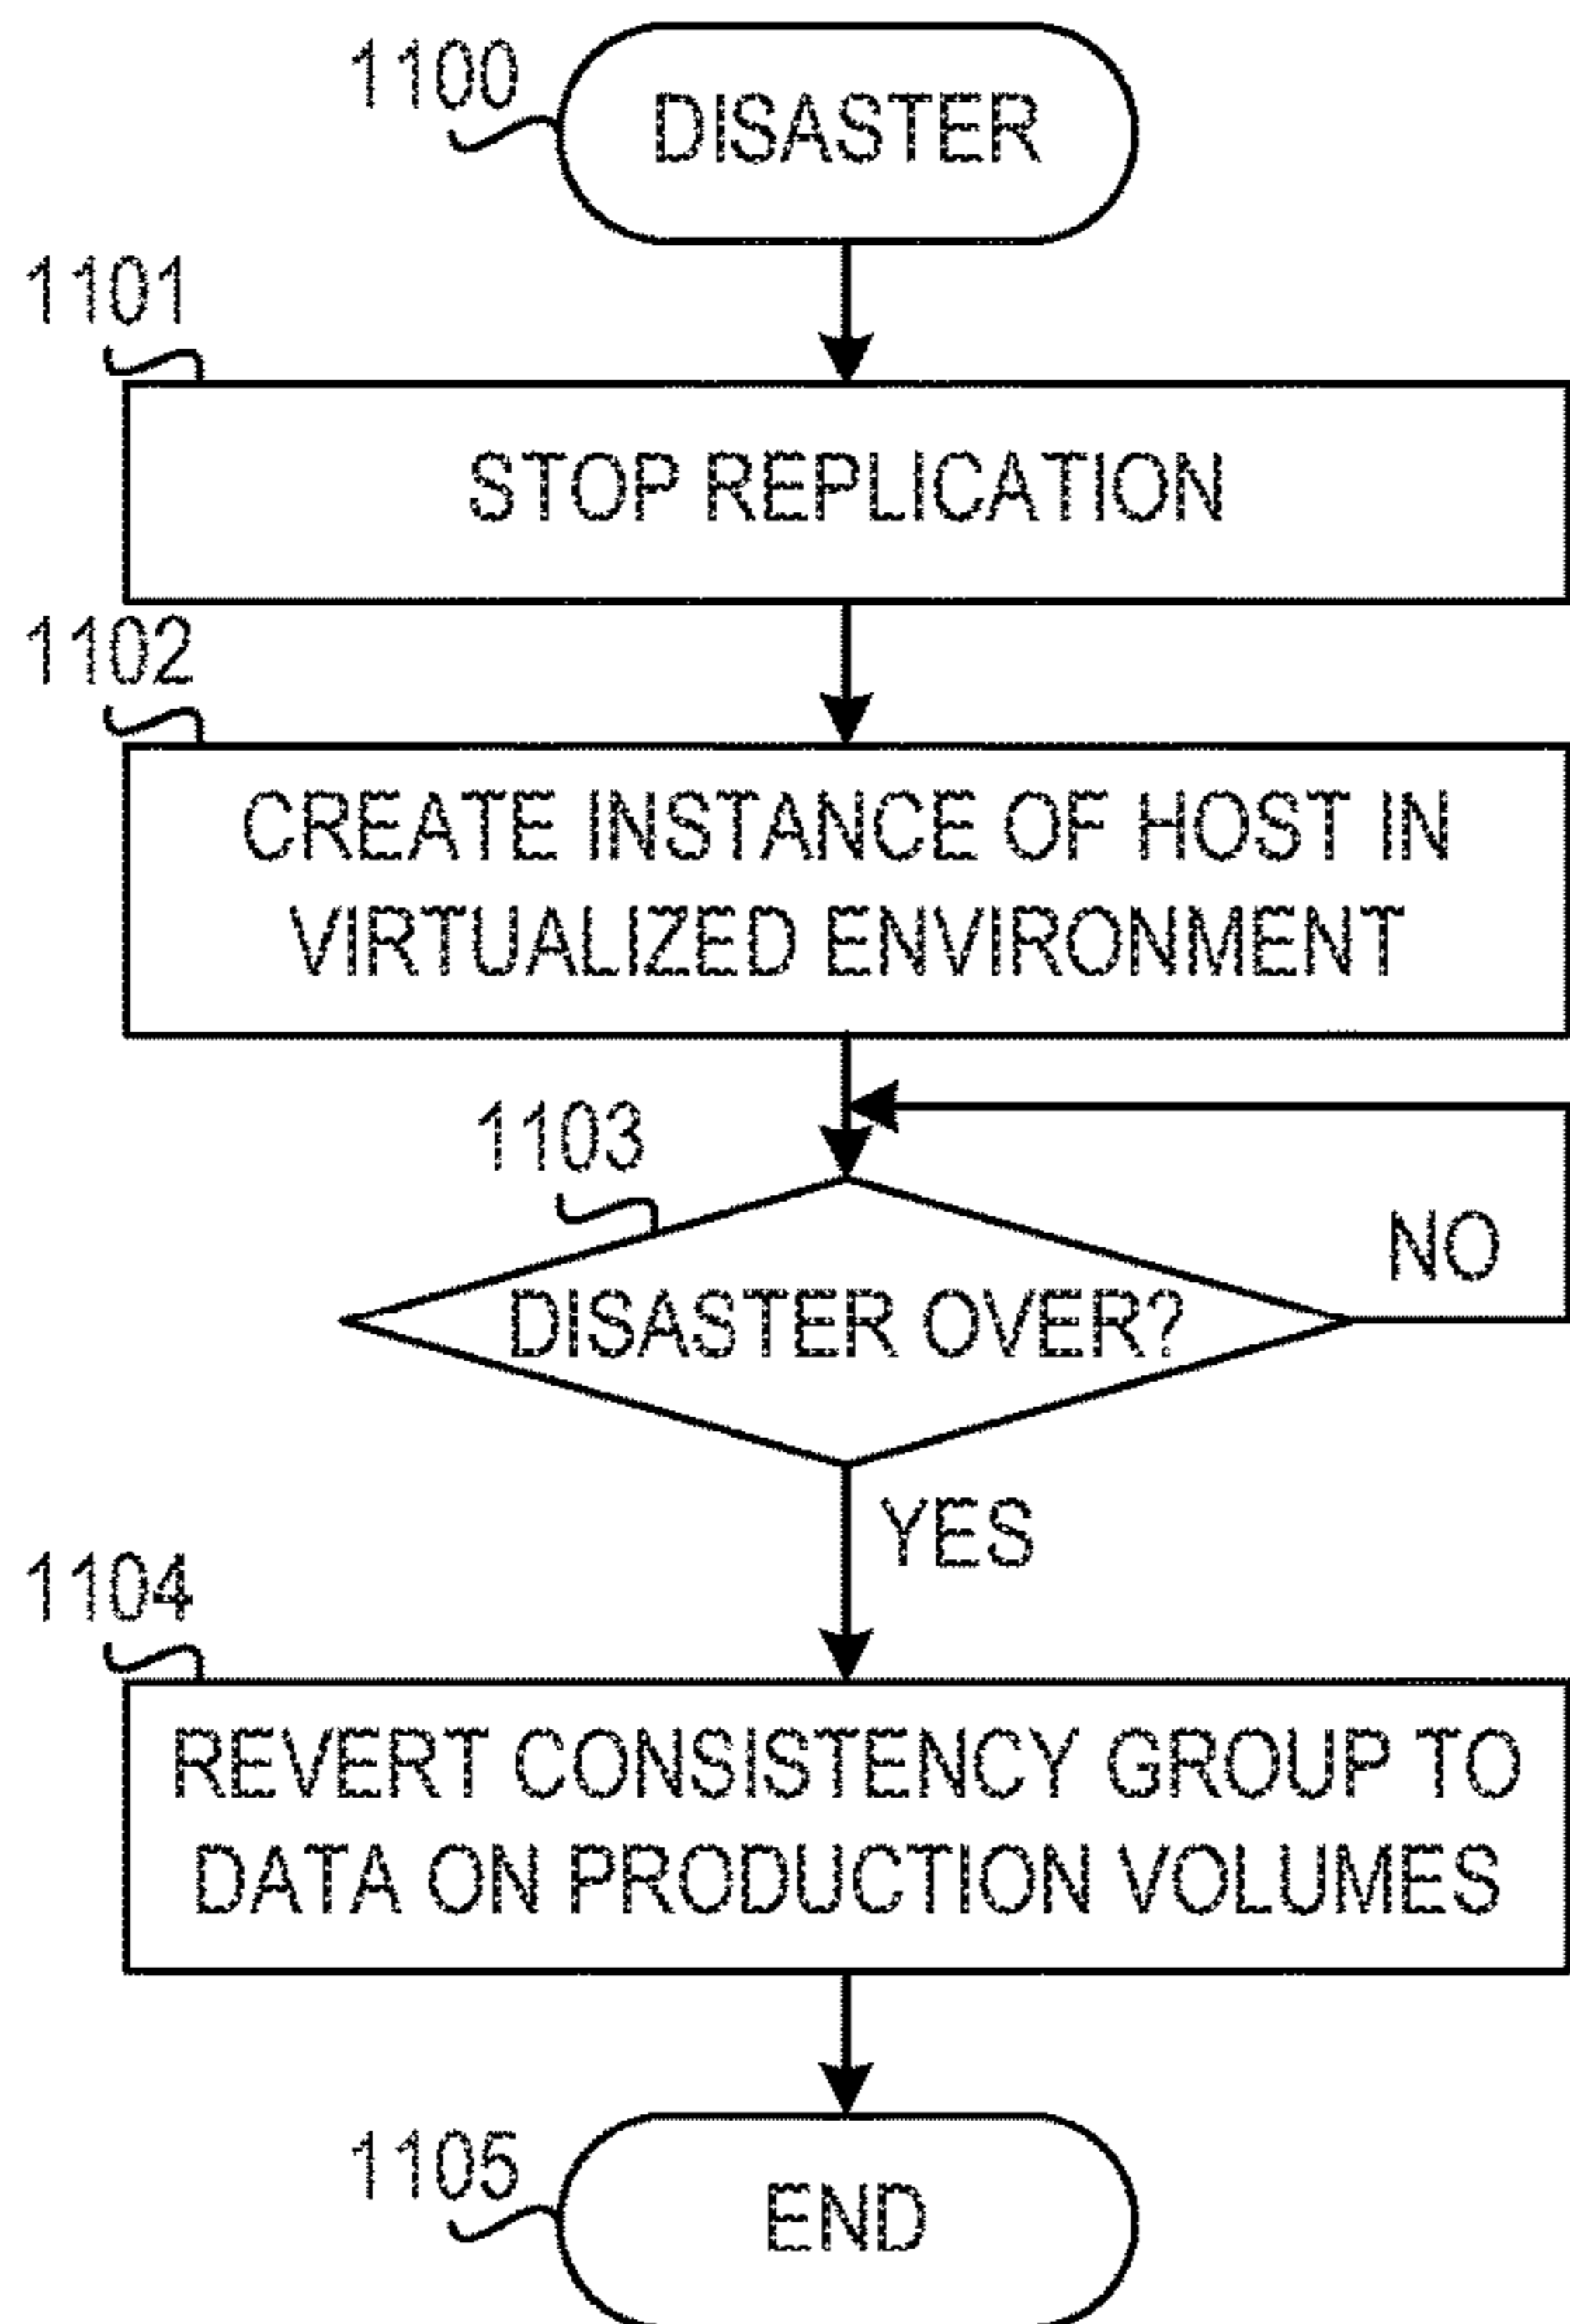 1100
DISASTER
1101
STOP REPLICATION
1102
CREATE INSTANCE OF HOST IN
VIRTUALIZED ENVIRONMENT
1103
NO
DISASTER OVER?
YES
1104
REVERT CONSISTENCY GROUP TO
DATA ON PRODUCTION VOLUMES
1105
END